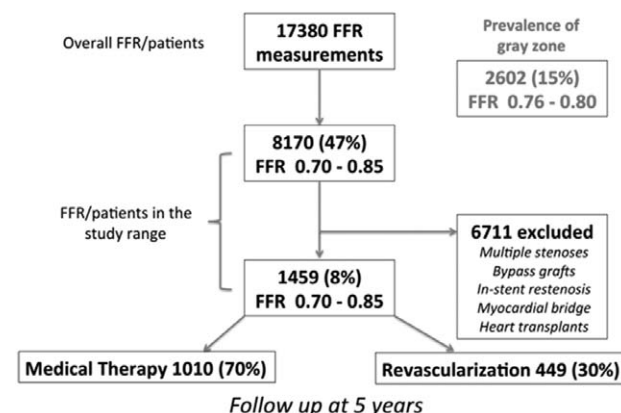 Overall FFR/patients
17380 FFR
measurements
Prevalence of
gray zone
2602 (15%)
FFR 0.76 - 0.80
8170 (47%)
FFR 0.70 - 0.85
FFR/patients in the
study range
6711 excluded
Multiple stenoses
Bypass grafts
In-stent restenosis
Myocardial bridge
Heart transplants
1459 (8%)
FFR 0.70 - 0.85
Medical Therapy 1010 (70%)
Revascularization 449 (30%)
Follow up at 5 years